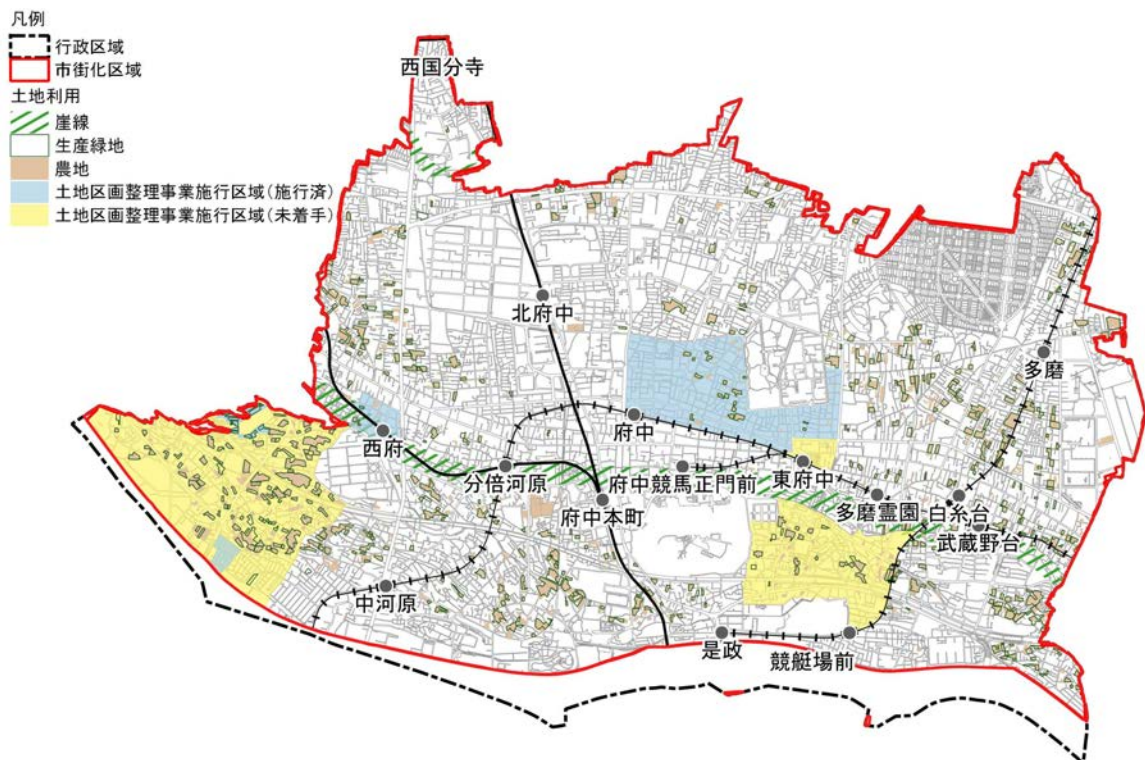 凡例
行政区域
市街化区域
土地利用
崖線
生産緑地
農地
土地区画整理事業施行区域(施行済)
土地区画整理事業施行区域(未着手)
西国分寺
北府中
多磨
府中
西府
分倍河原
府中競馬正門前
東府中
府中本町
多磨霊園
白糸台
武蔵野台
中河原
是政
競艇場前